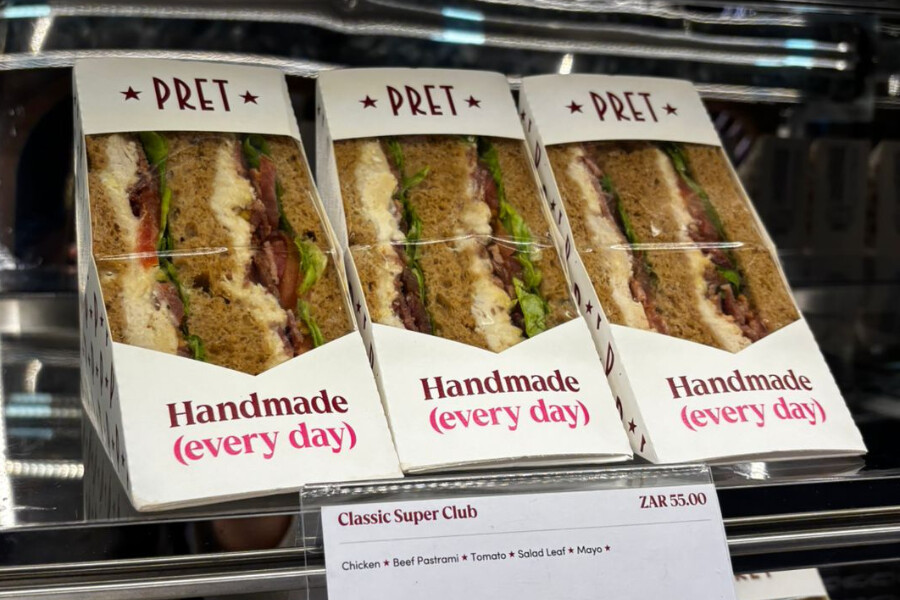 ★ PRET ★
Handmade
(every day)
★ PRET ★
Handmade
(every day)
★ PRET ★
Handmade
(every day)
Classic Super Club ZAR 55.00
Chicken ★ Beef Pastrami ★ Tomato ★ Salad Leaf ★ Mayo ★